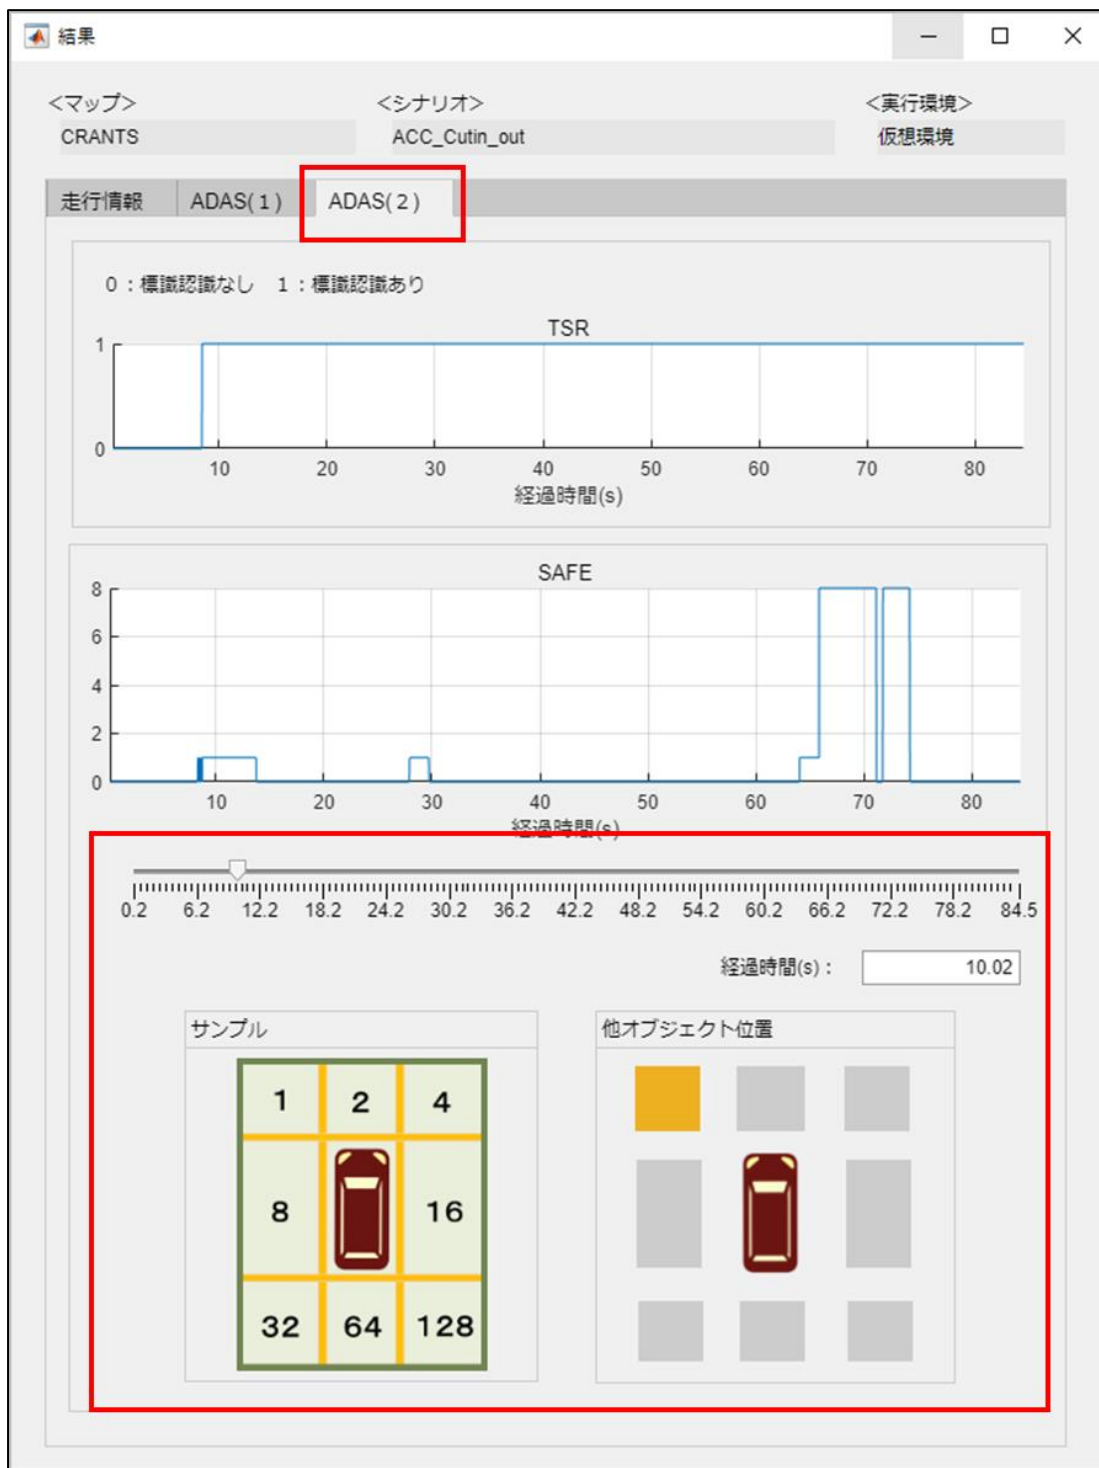 結果
<マップ> <シナリオ> <実行環境>
CRANTS ACC_Cutin_out 仮想環境
走行情報 ADAS(1) ADAS(2)
0:標識認識なし 1:標識認識あり
TSR
1
0
10 20 30 40 50 60 70 80
経過時間(s)
SAFE
8
6
4
2
0
10 20 30 40 50 60 70 80
経過時間(s)
0.2 6.2 12.2 18.2 24.2 30.2 36.2 42.2 48.2 54.2 60.2 66.2 72.2 78.2 84.5
経過時間(s): 10.02
サンプル 他オブジェクト位置
1 2 4
8 16
32 64 128